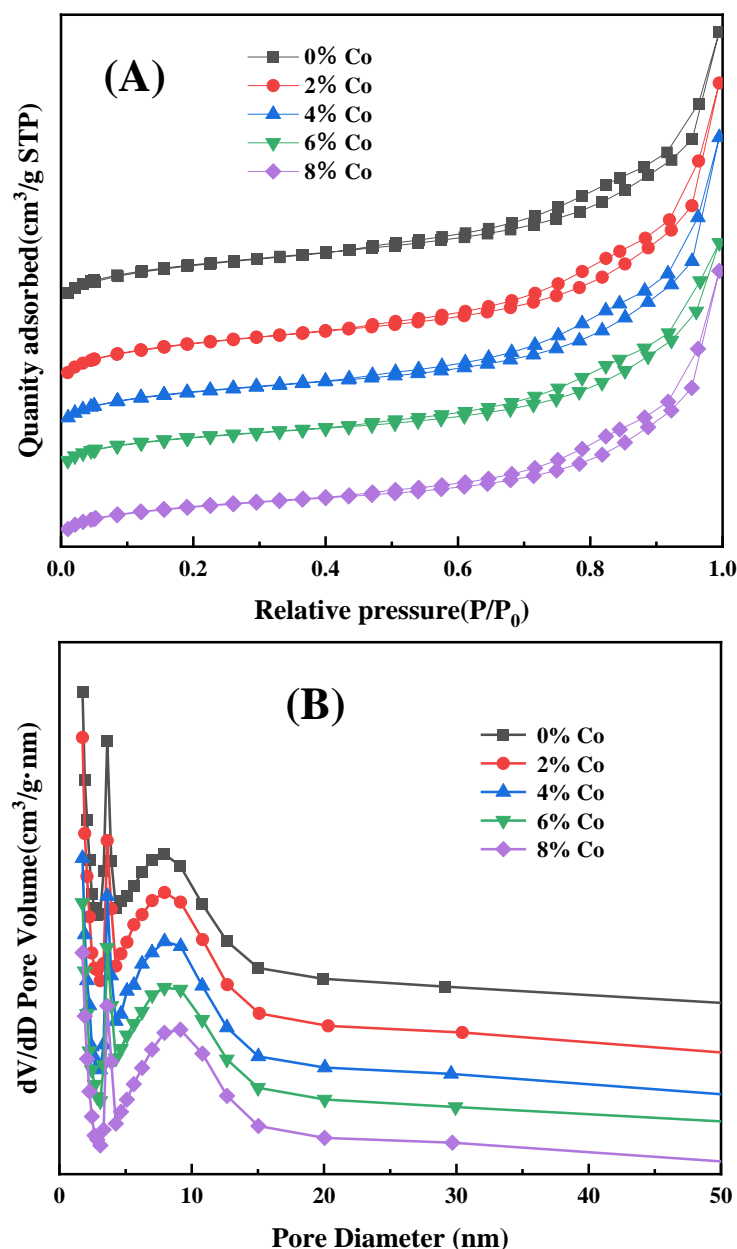 (A)
0% Co
2% Co
4% Co
6% Co
8% Co
Quanity adsorbed(cm³/g STP)
0.0 0.2 0.4 0.6 0.8 1.0
Relative pressure(P/P₀)
(B)
0% Co
2% Co
4% Co
6% Co
8% Co
dV/dD Pore Volume(cm³/g·nm)
0 10 20 30 40 50
Pore Diameter (nm)